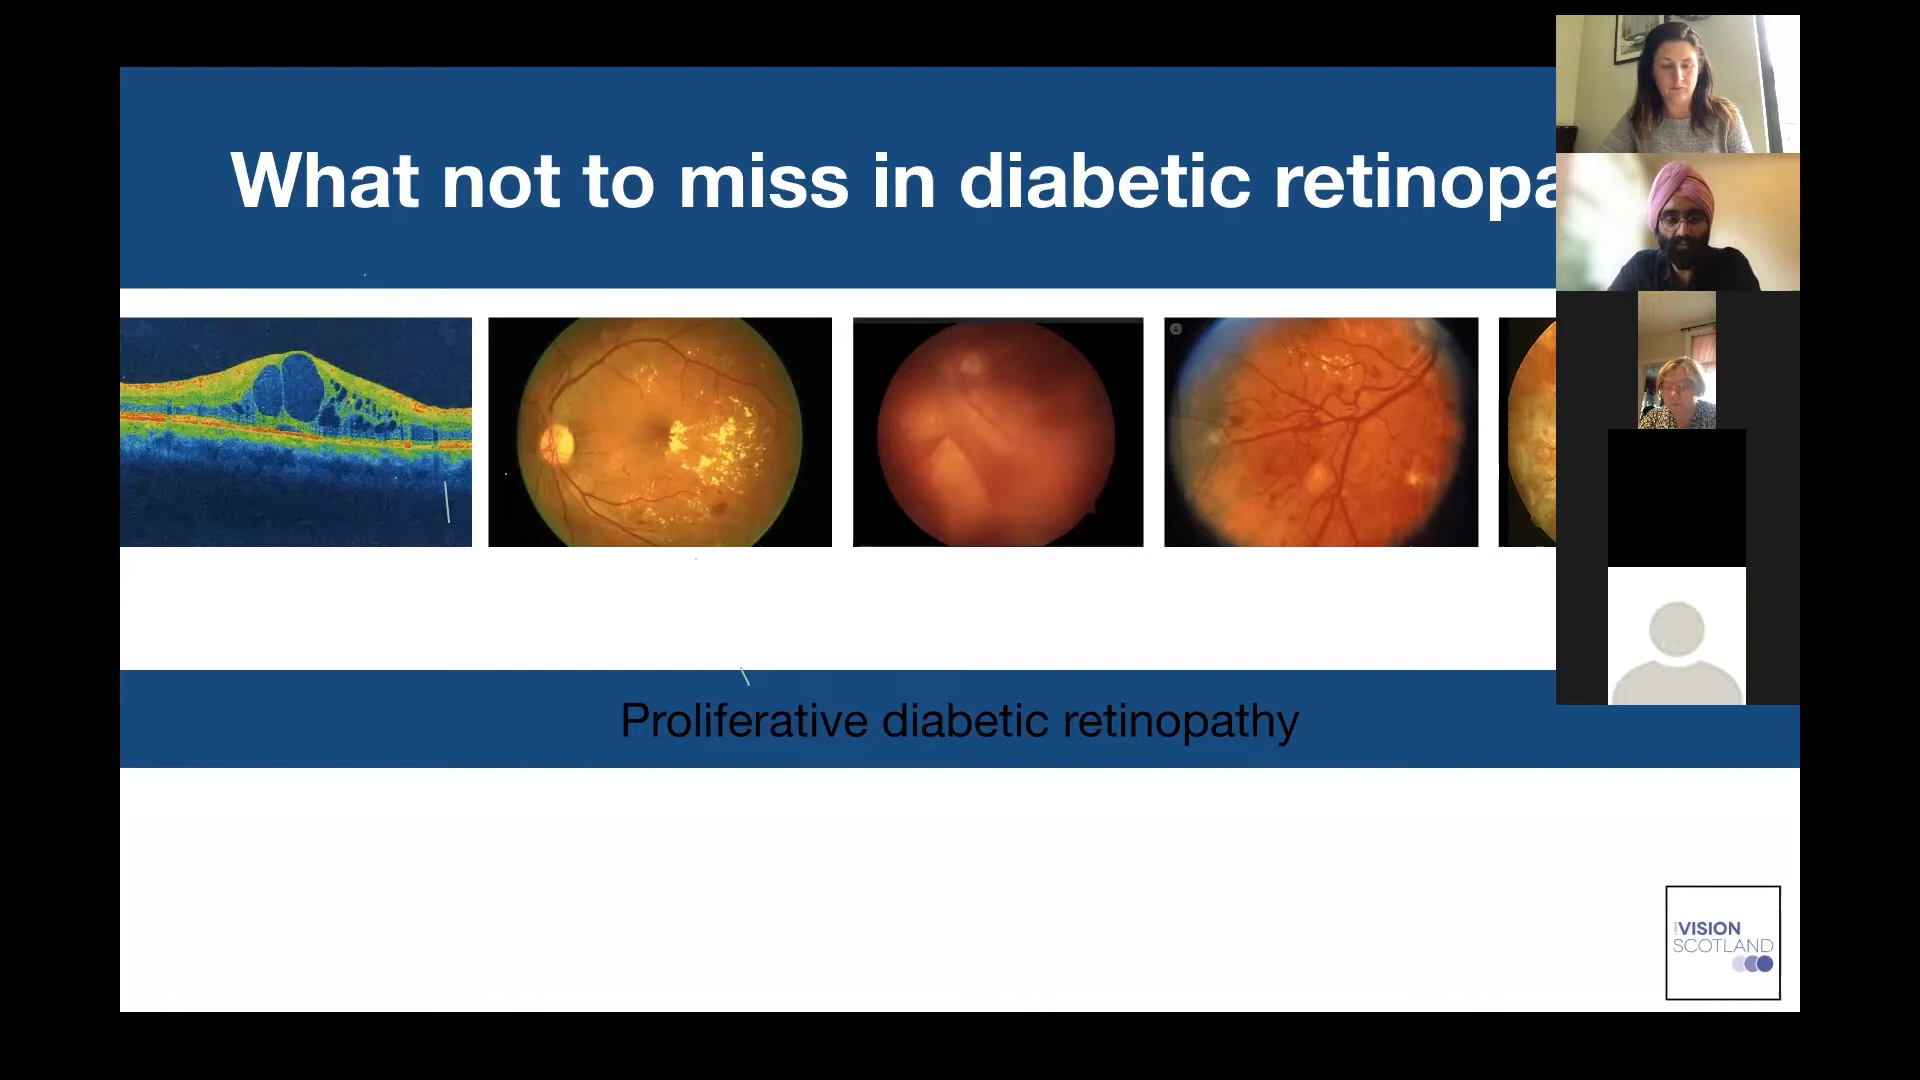 What not to miss in diabetic retinopa
Proliferative diabetic retinopathy
VISION
SCOTLAND